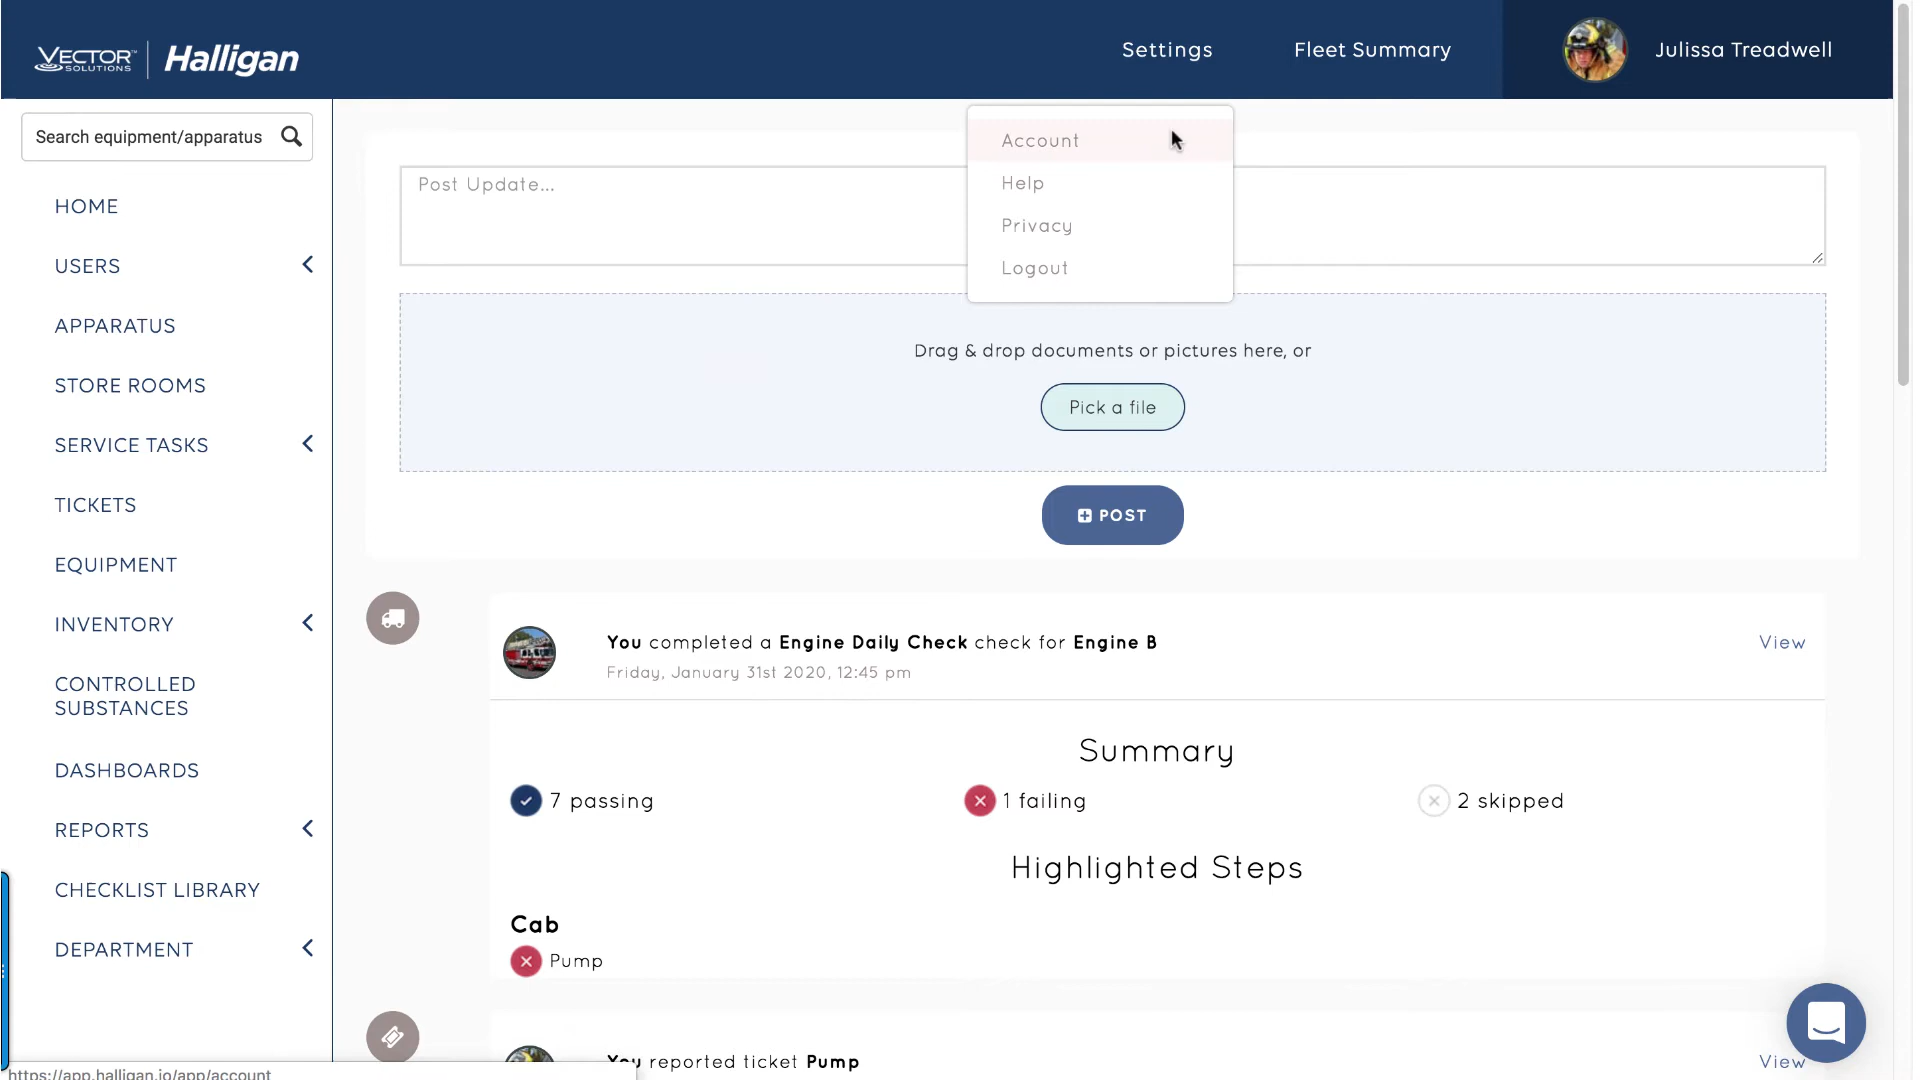 VECTOR™
SOLUTIONS
Halligan
Settings
Fleet Summary
Julissa Treadwell
Search equipment/apparatus
HOME
USERS
APPARATUS
STORE ROOMS
SERVICE TASKS
TICKETS
EQUIPMENT
INVENTORY
CONTROLLED
SUBSTANCES
DASHBOARDS
REPORTS
CHECKLIST LIBRARY
DEPARTMENT
Account
Help
Privacy
Logout
Post Update...
Drag & drop documents or pictures here, or
Pick a file
POST
You completed a Engine Daily Check check for Engine B
View
Friday, January 31st 2020, 12:45 pm
Summary
7 passing
1 failing
2 skipped
Highlighted Steps
Cab
Pump
You reported ticket Pump
View
https://app.halligan.io/app/account